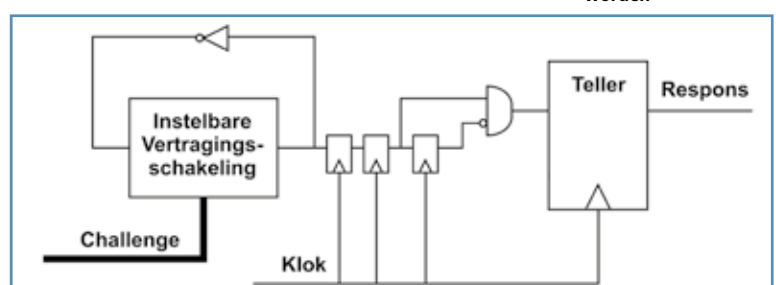 Teller
Respons
Instelbare
Vertragings-
schakeling
Challenge
Klok